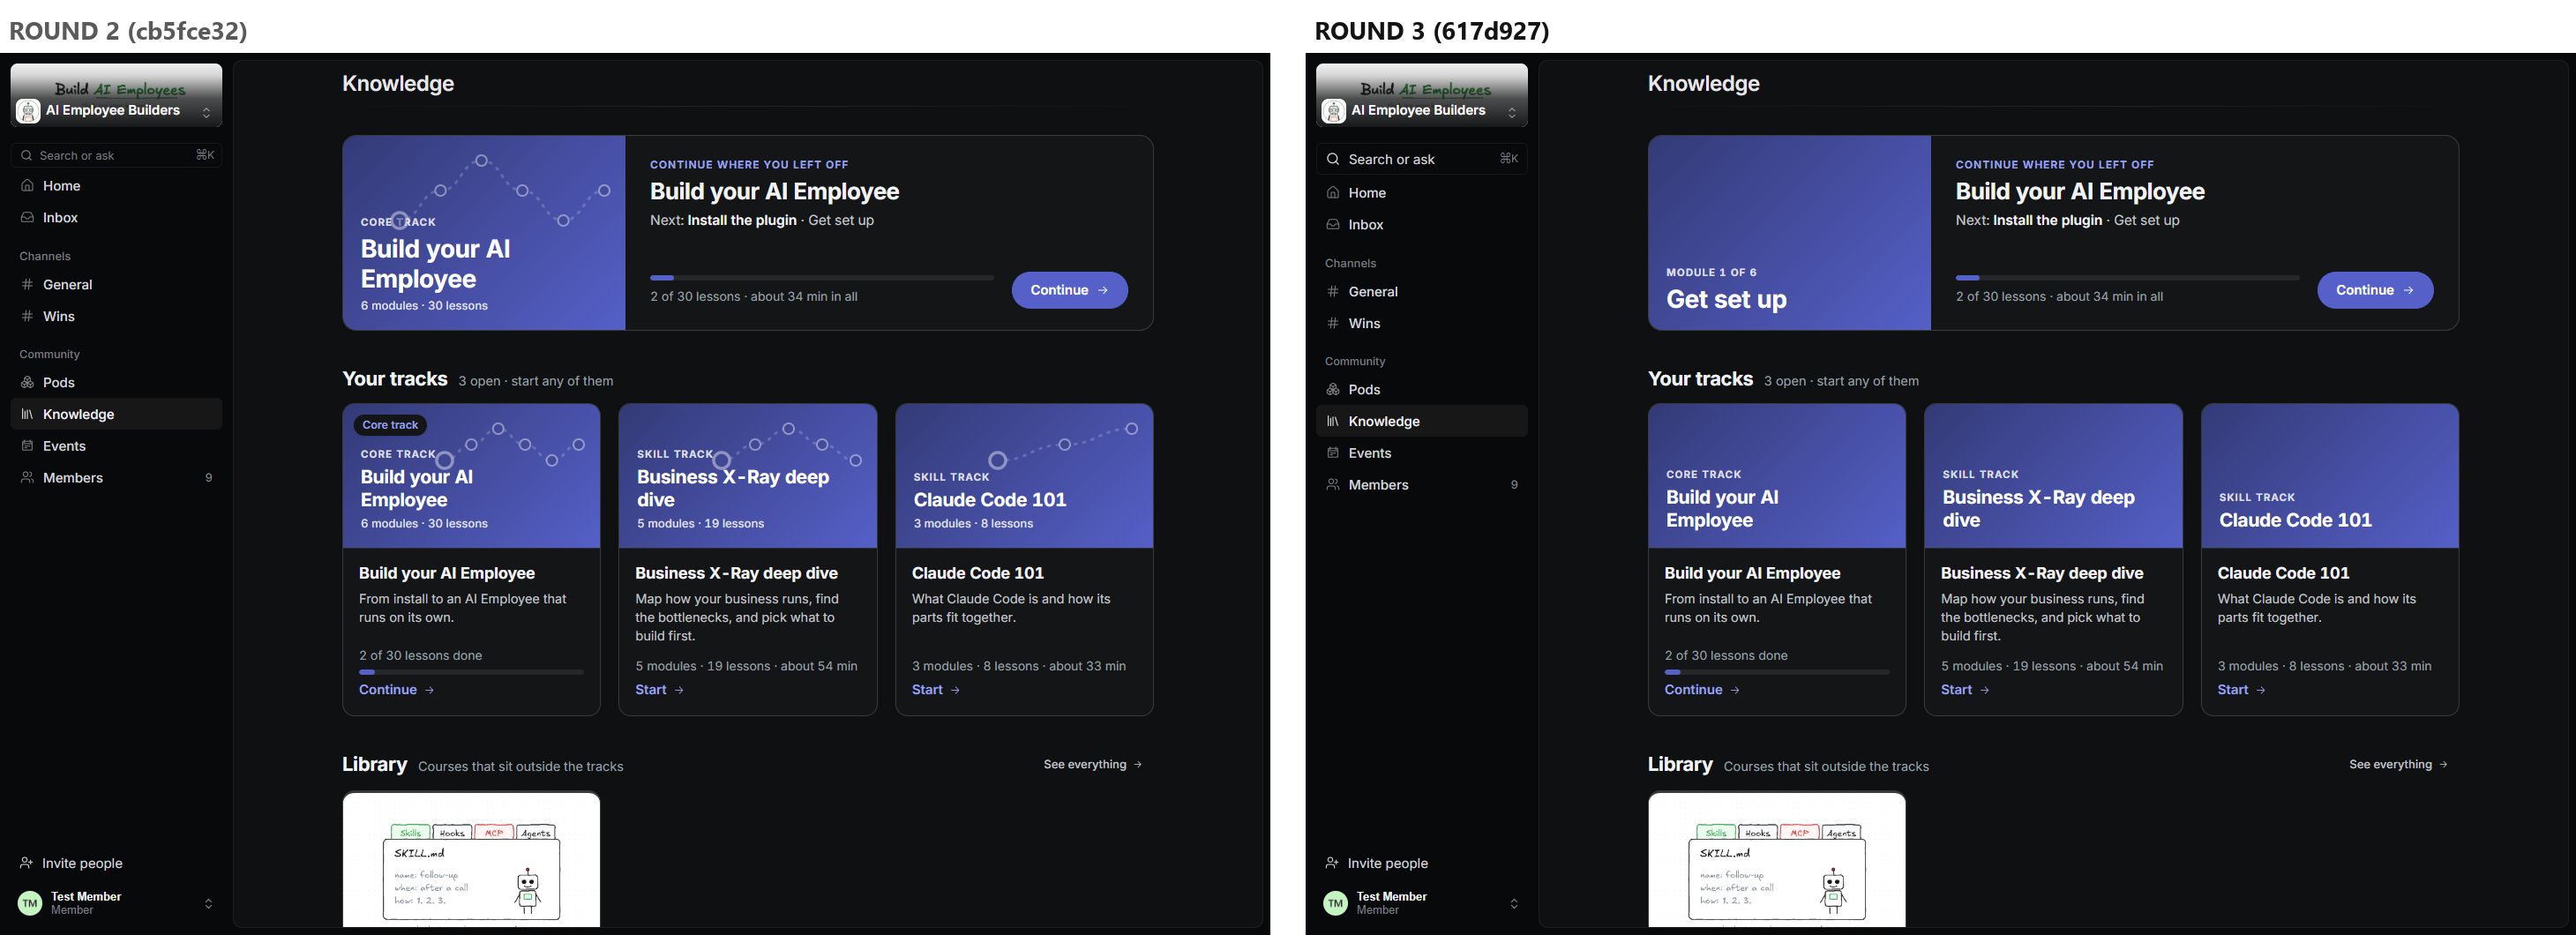 ROUND 2 (cb5fce32)
Build AI Employees
AI Employee Builders
Search or ask ⌘K
Home
Inbox
Channels
# General
# Wins
Community
Pods
Knowledge
Events
Members 9
Invite people
TM
Test Member
Member
Knowledge
CORE TRACK
Build your AI
Employee
6 modules · 30 lessons
CONTINUE WHERE YOU LEFT OFF
Build your AI Employee
Next: Install the plugin · Get set up
2 of 30 lessons · about 34 min in all
Continue →
Your tracks 3 open · start any of them
Core track
CORE TRACK
Build your AI
Employee
6 modules · 30 lessons
Build your AI Employee
From install to an AI Employee that
runs on its own.
2 of 30 lessons done
Continue →
SKILL TRACK
Business X-Ray deep
dive
5 modules · 19 lessons
Business X-Ray deep dive
Map how your business runs, find
the bottlenecks, and pick what to
build first.
5 modules · 19 lessons · about 54 min
Start →
SKILL TRACK
Claude Code 101
3 modules · 8 lessons
Claude Code 101
What Claude Code is and how its
parts fit together.
3 modules · 8 lessons · about 33 min
Start →
Library Courses that sit outside the tracks See everything →
Skills Hooks MCP Agents
SKILL.md
name: follow-up
when: after a call
how: 1. 2. 3.
ROUND 3 (617d927)
Build AI Employees
AI Employee Builders
Search or ask ⌘K
Home
Inbox
Channels
# General
# Wins
Community
Pods
Knowledge
Events
Members 9
Invite people
TM
Test Member
Member
Knowledge
MODULE 1 OF 6
Get set up
CONTINUE WHERE YOU LEFT OFF
Build your AI Employee
Next: Install the plugin · Get set up
2 of 30 lessons · about 34 min in all
Continue →
Your tracks 3 open · start any of them
CORE TRACK
Build your AI
Employee
Build your AI Employee
From install to an AI Employee that
runs on its own.
2 of 30 lessons done
Continue →
SKILL TRACK
Business X-Ray deep
dive
Business X-Ray deep dive
Map how your business runs, find
the bottlenecks, and pick what to
build first.
5 modules · 19 lessons · about 54 min
Start →
SKILL TRACK
Claude Code 101
Claude Code 101
What Claude Code is and how its
parts fit together.
3 modules · 8 lessons · about 33 min
Start →
Library Courses that sit outside the tracks See everything →
Skills Hooks MCP Agents
SKILL.md
name: follow-up
when: after a call
how: 1. 2. 3.